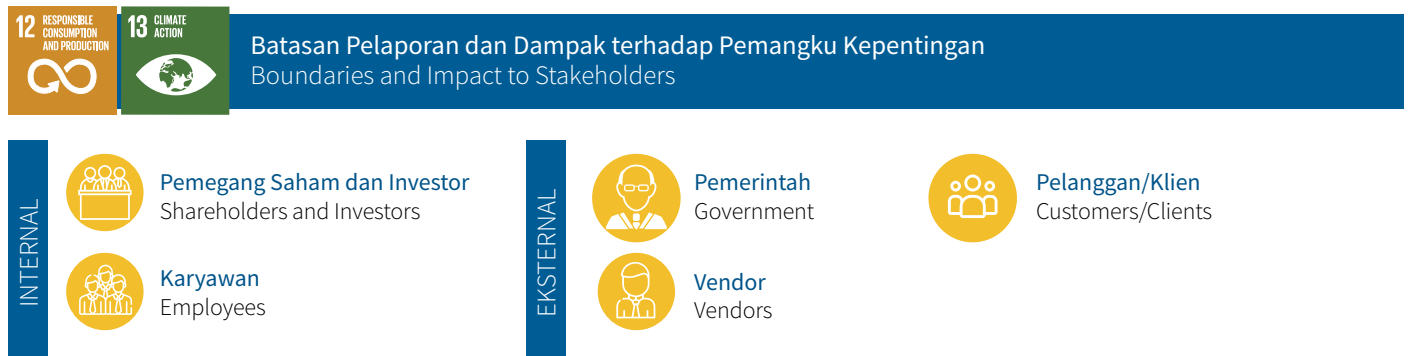 12 RESPONSIBLE
CONSUMPTION
AND PRODUCTION
13 CLIMATE
ACTION
Batasan Pelaporan dan Dampak terhadap Pemangku Kepentingan
Boundaries and Impact to Stakeholders
INTERNAL
Pemegang Saham dan Investor
Shareholders and Investors
Karyawan
Employees
EKSTERNAL
Pemerintah
Government
Vendor
Vendors
Pelanggan/Klien
Customers/Clients